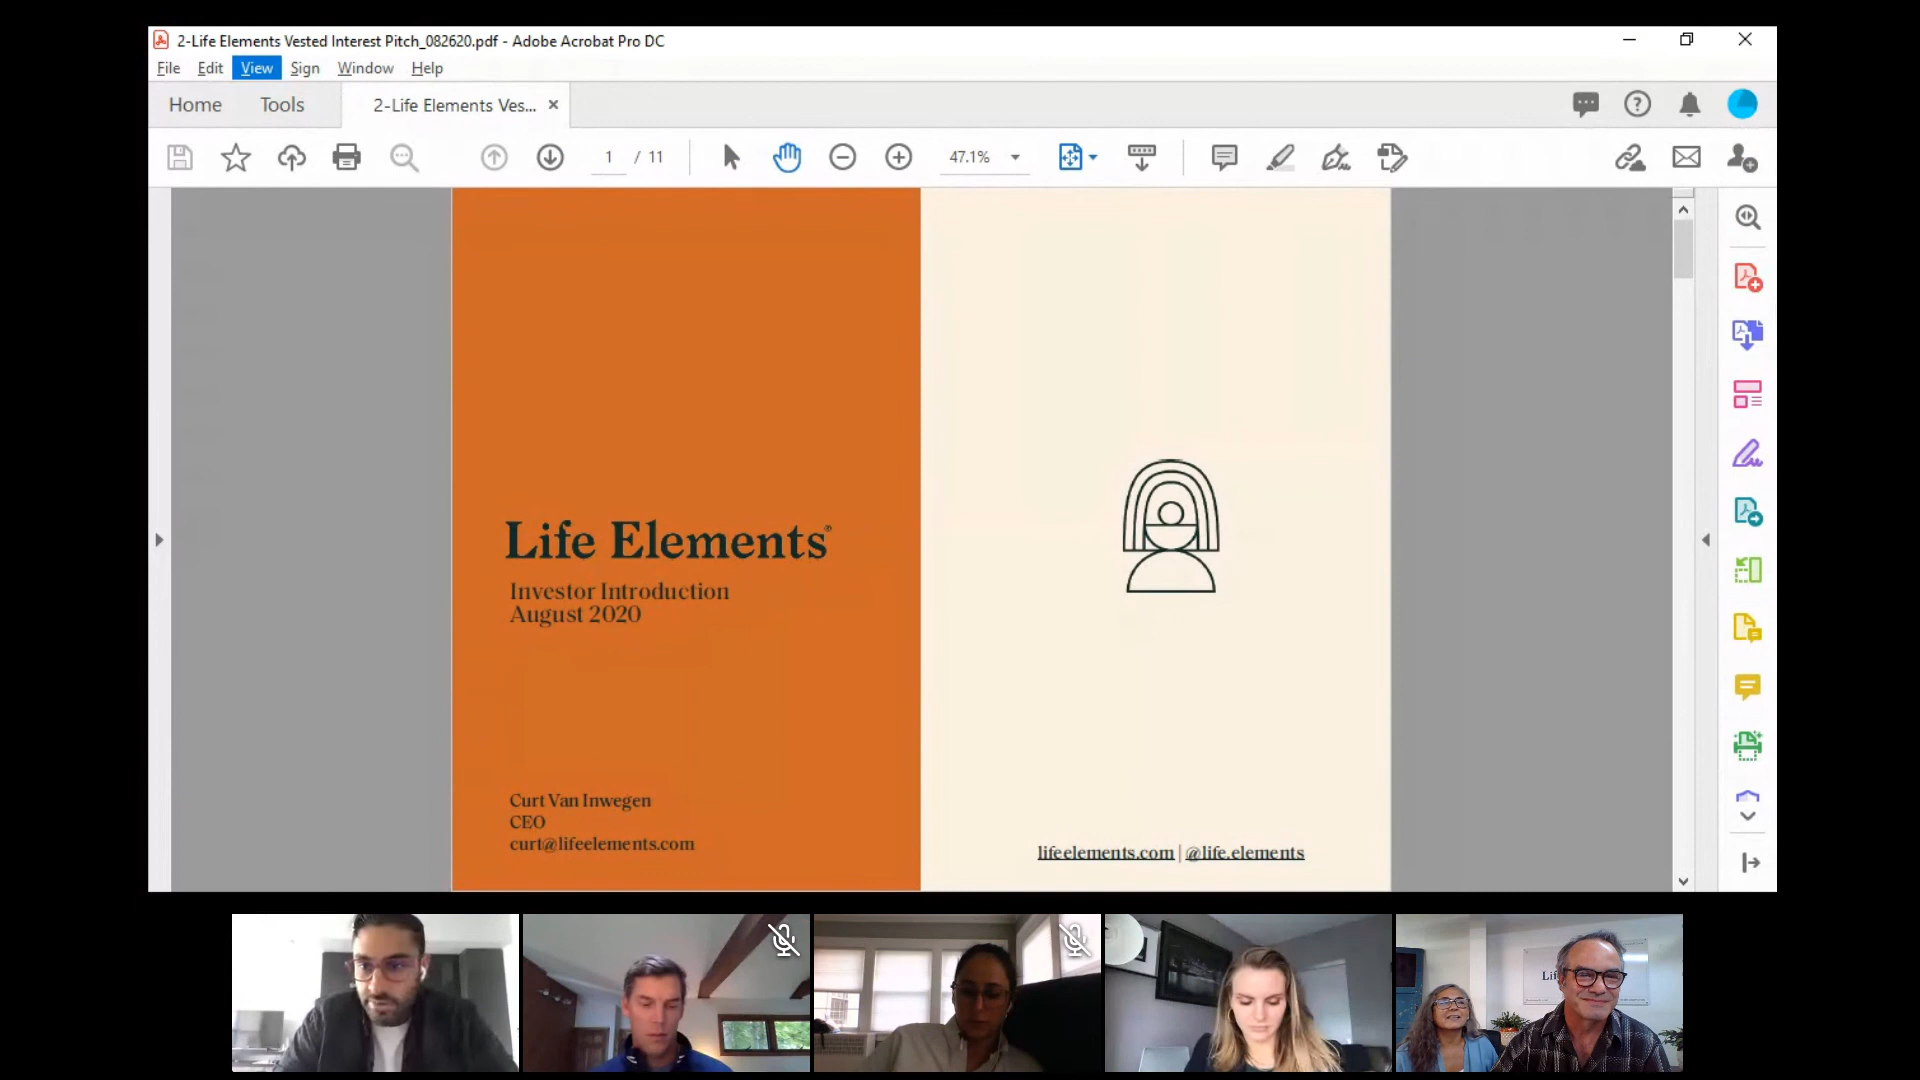 2-Life Elements Vested Interest Pitch_082620.pdf - Adobe Acrobat Pro DC
File Edit View Sign Window Help
Home Tools 2-Life Elements Ves...
1 / 11 47.1%
Life Elements®
Investor Introduction
August 2020
Curt Van Inwegen
CEO
curt@lifeelements.com
lifeelements.com | @life.elements